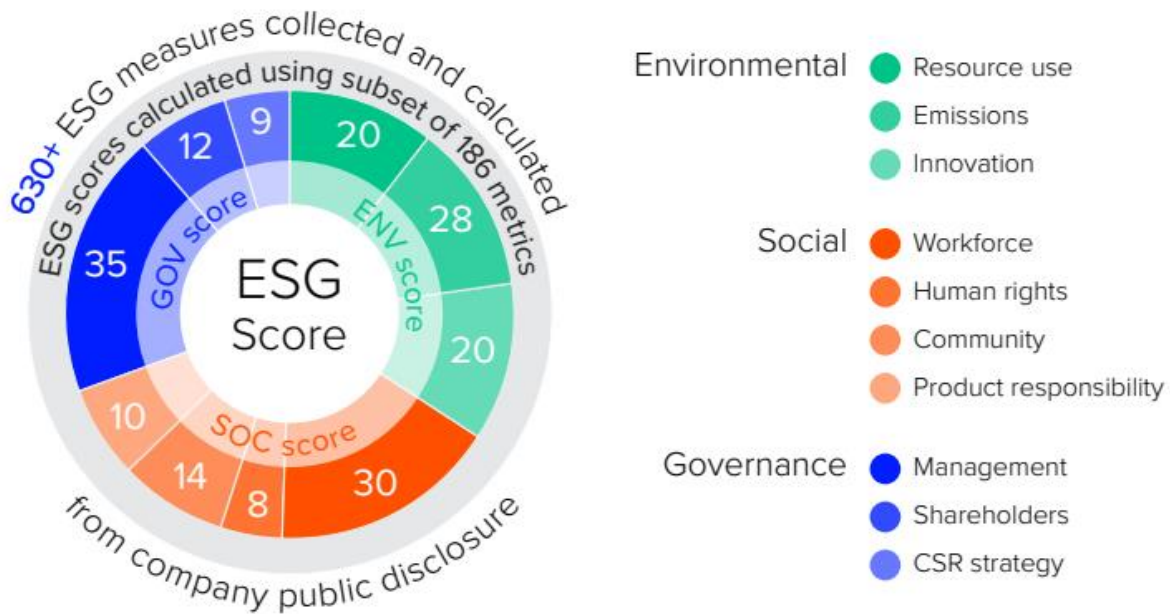 630+ ESG measures collected and calculated
ESG scores calculated using subset of 186 metrics
from company public disclosure
ESG
Score
ENV score
20
28
20
SOC score
30
8
14
10
GOV score
35
12
9
Environmental
Resource use
Emissions
Innovation
Social
Workforce
Human rights
Community
Product responsibility
Governance
Management
Shareholders
CSR strategy